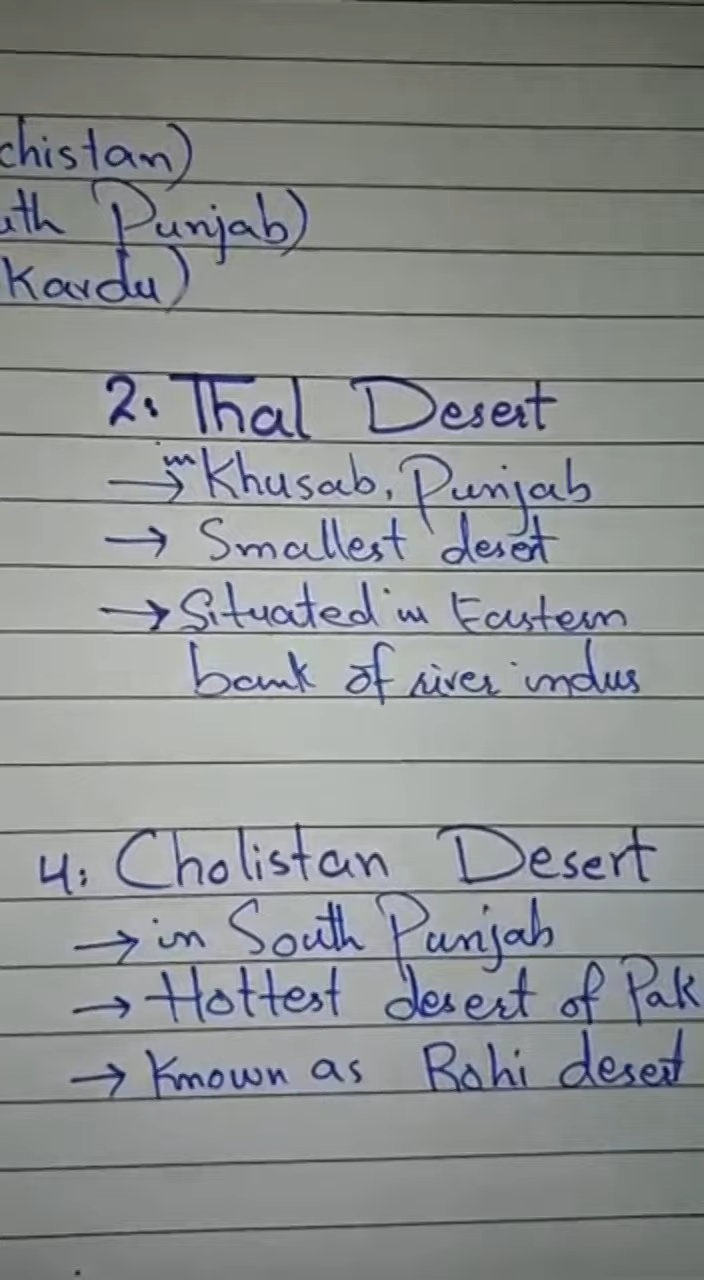 chistan)
uth Punjab)
kardu)
2: Thal Desert
→ in Khusab, Punjab
→ Smallest desert
→ Situated in Eastern
bank of river indus
4: Cholistan Desert
→ in South Punjab
→ Hottest desert of Pak
→ Known as Rohi desert